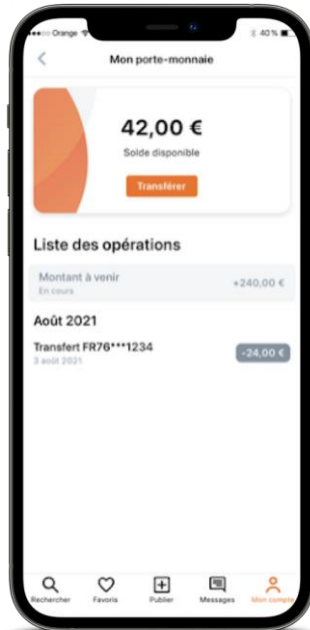 Orange 40 %
Mon porte-monnaie
42,00 €
Solde disponible
Transférer
Liste des opérations
Montant à venir
+240,00 €
En cours
Août 2021
Transfert FR76***1234
-24,00 €
3 août 2021
Rechercher Favoris Publier Messages Mon compte